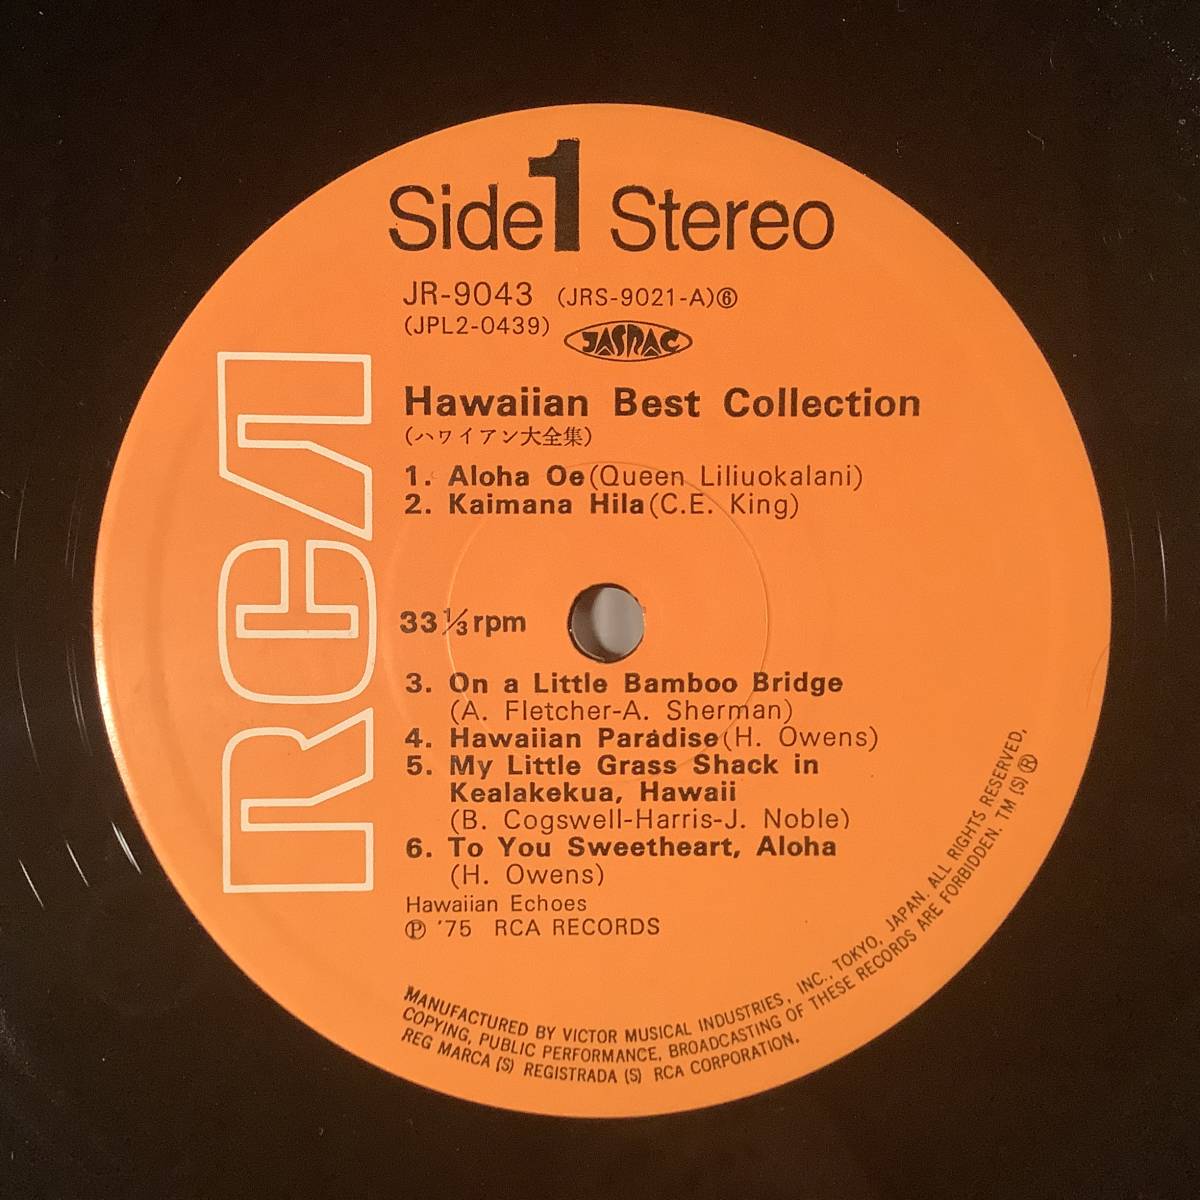 Side 1 Stereo
JR-9043 (JRS-9021-A)⑥
(JPL2-0439) JASRAC
RCA
Hawaiian Best Collection
(ハワイアン大全集)
1. Aloha Oe(Queen Liliuokalani)
2. Kaimana Hila(C.E. King)
33⅓rpm
3. On a Little Bamboo Bridge
(A. Fletcher-A. Sherman)
4. Hawaiian Paradise(H. Owens)
5. My Little Grass Shack in
Kealakekua, Hawaii
(B. Cogswell-Harris-J. Noble)
6. To You Sweetheart, Aloha
(H. Owens)
Hawaiian Echoes
Ⓟ '75 RCA RECORDS
MANUFACTURED BY VICTOR MUSICAL INDUSTRIES, INC., TOKYO, JAPAN. ALL RIGHTS RESERVED,
COPYING, PUBLIC PERFORMANCE, BROADCASTING OF THESE RECORDS ARE FORBIDDEN. TM (S) ®
REG MARCA (S) REGISTRADA (S) RCA CORPORATION.